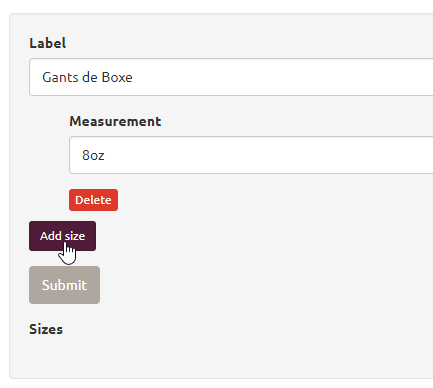 Label
Gants de Boxe
Measurement
8oz
Delete
Add size
Submit
Sizes